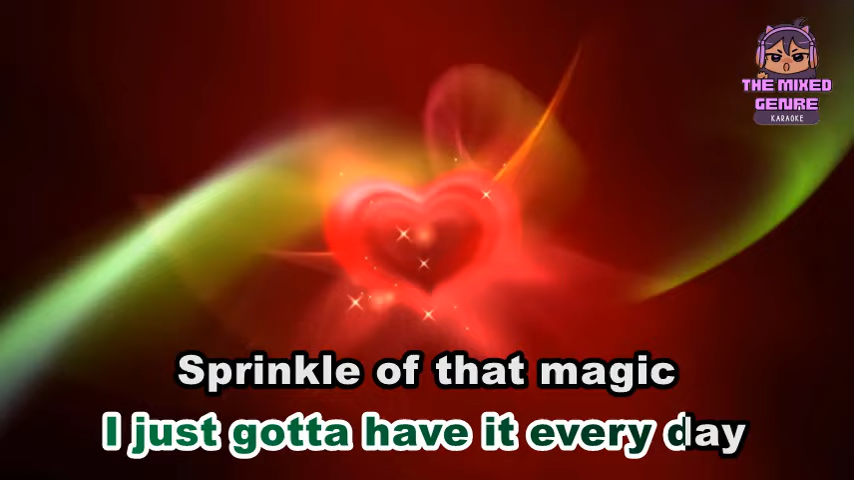 THE MIXED
GENRE
KARAOKE
Sprinkle of that magic
I just gotta have it every day